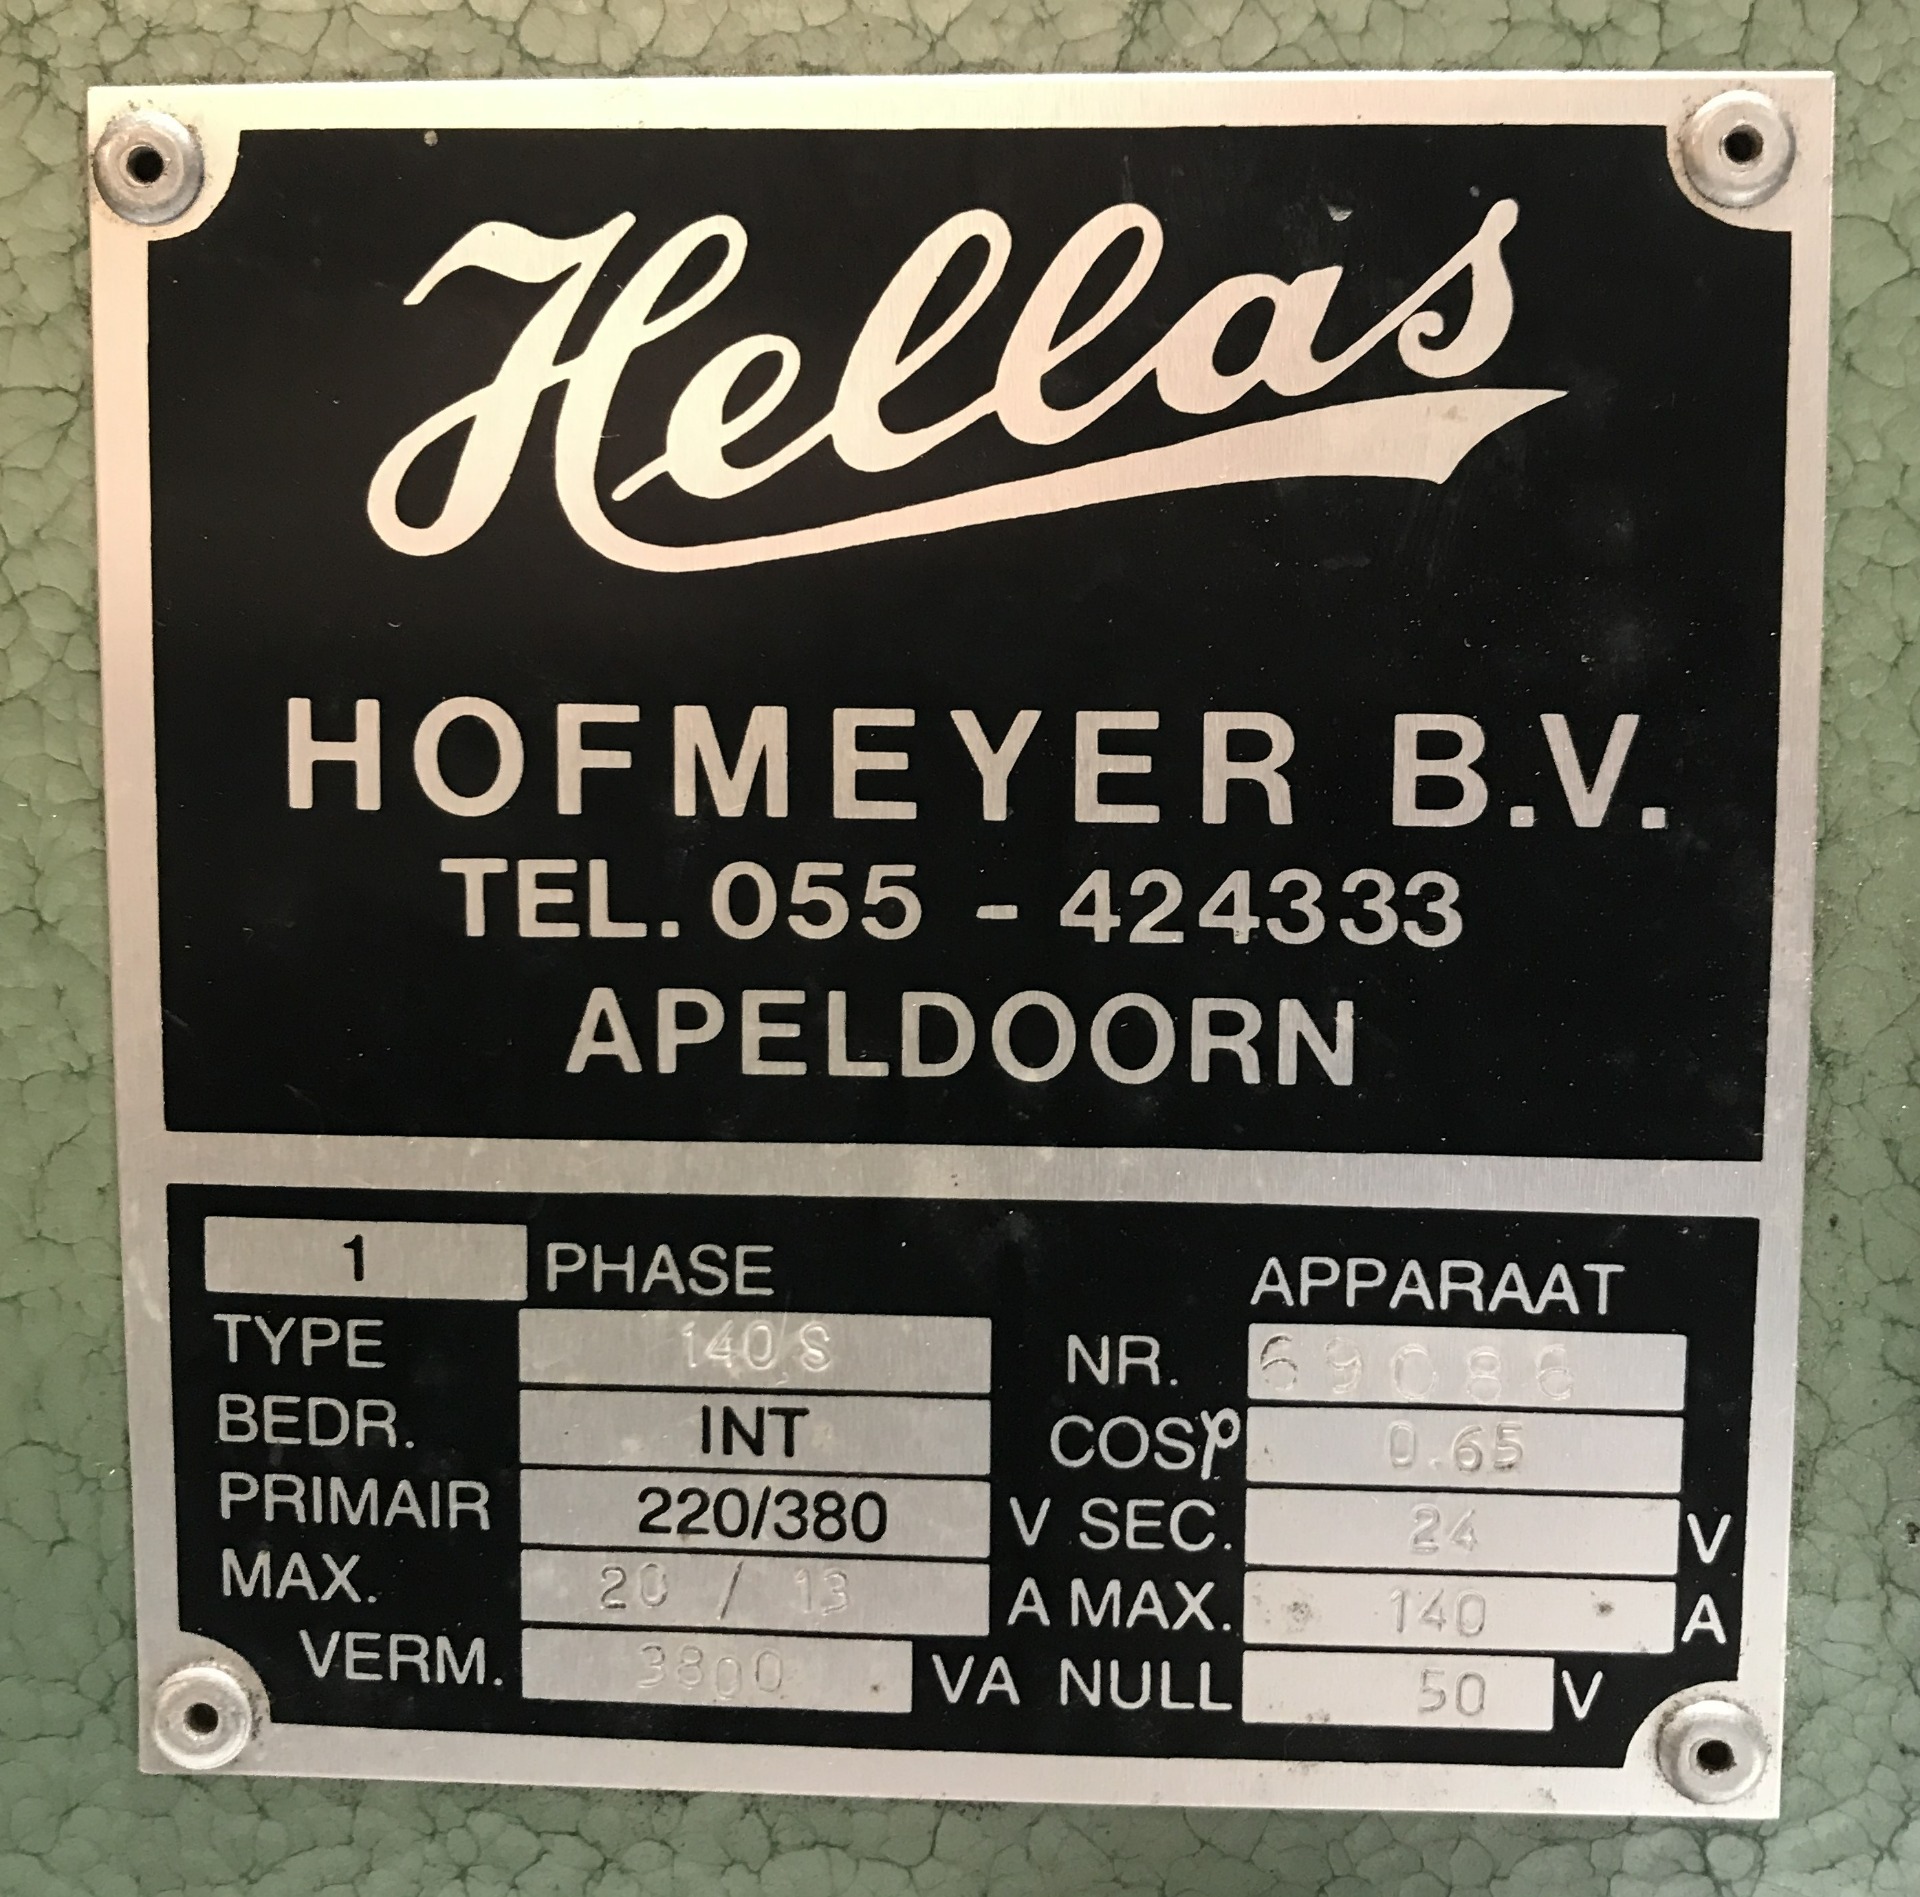 Hellas
HOFMEYER B.V.
TEL. 055 - 424333
APELDOORN
1 PHASE APPARAAT
TYPE 140 S NR. 69086
BEDR. INT COSφ 0.65
PRIMAIR 220/380 V SEC. 24 V
MAX. 20 / 13 A MAX. 140 A
VERM. 3800 VA NULL 50 V